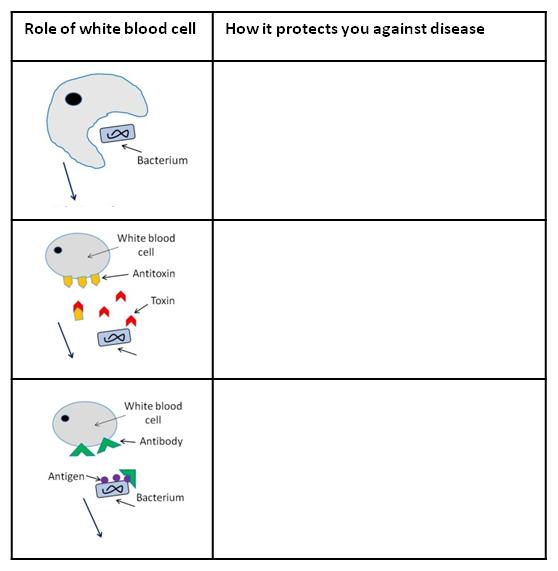 Role of white blood cell
How it protects you against disease
Bacterium
White blood
cell
Antitoxin
Toxin
White blood
cell
Antibody
Antigen
Bacterium